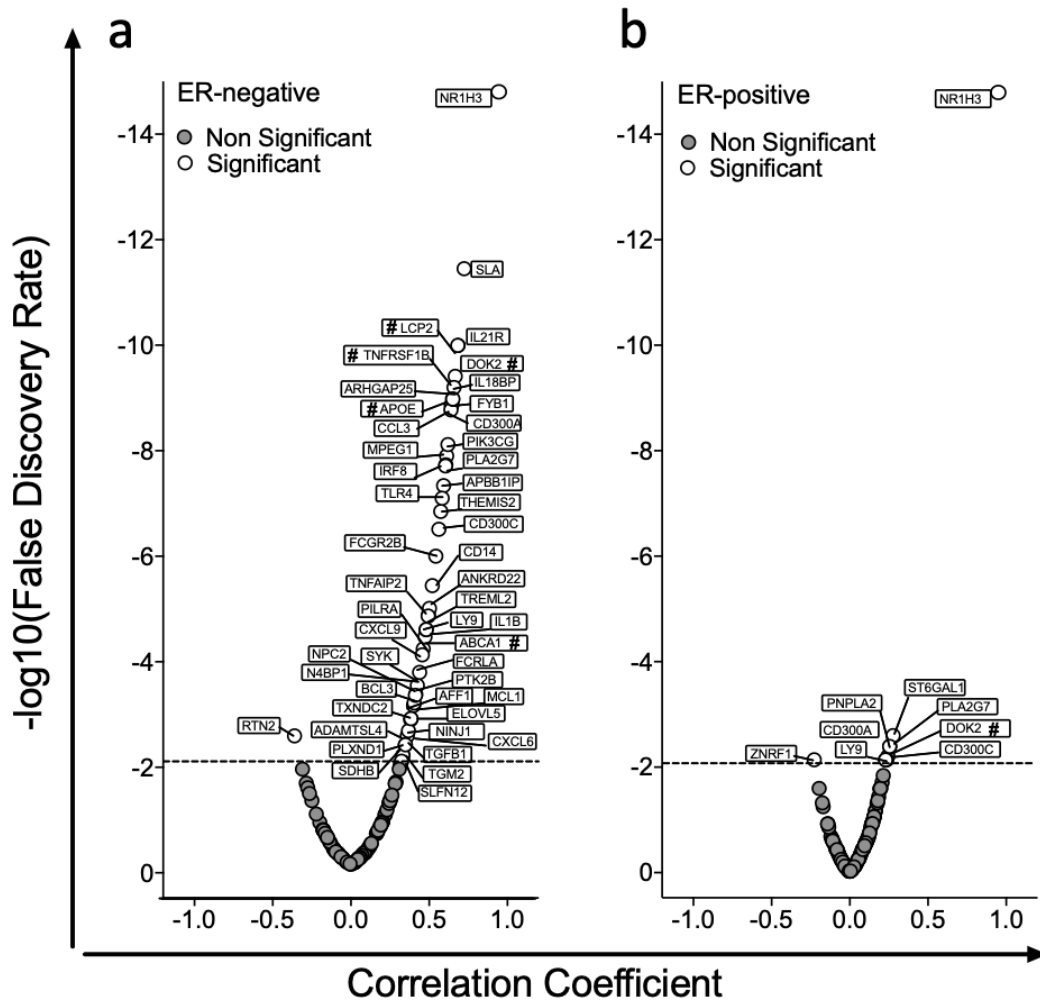 a
b
-log10(False Discovery Rate)
ER-negative
Non Significant
Significant
-14
-12
-10
-8
-6
-4
-2
0
NR1H3
SLA
# LCP2
IL21R
# TNFRSF1B
DOK2 #
ARHGAP25
IL18BP
# APOE
FYB1
CCL3
CD300A
MPEG1
PIK3CG
IRF8
PLA2G7
TLR4
APBB1IP
THEMIS2
CD300C
FCGR2B
CD14
TNFAIP2
ANKRD22
TREML2
PILRA
LY9
IL1B
CXCL9
ABCA1 #
NPC2
SYK
FCRLA
N4BP1
PTK2B
BCL3
AFF1
MCL1
TXNDC2
ELOVL5
RTN2
ADAMTSL4
NINJ1
PLXND1
CXCL6
TGFB1
SDHB
TGM2
SLFN12
-1.0
-0.5
0.0
0.5
1.0
ER-positive
Non Significant
Significant
-14
-12
-10
-8
-6
-4
-2
0
NR1H3
ST6GAL1
PNPLA2
PLA2G7
CD300A
DOK2 #
ZNRF1
LY9
CD300C
-1.0
-0.5
0.0
0.5
1.0
Correlation Coefficient